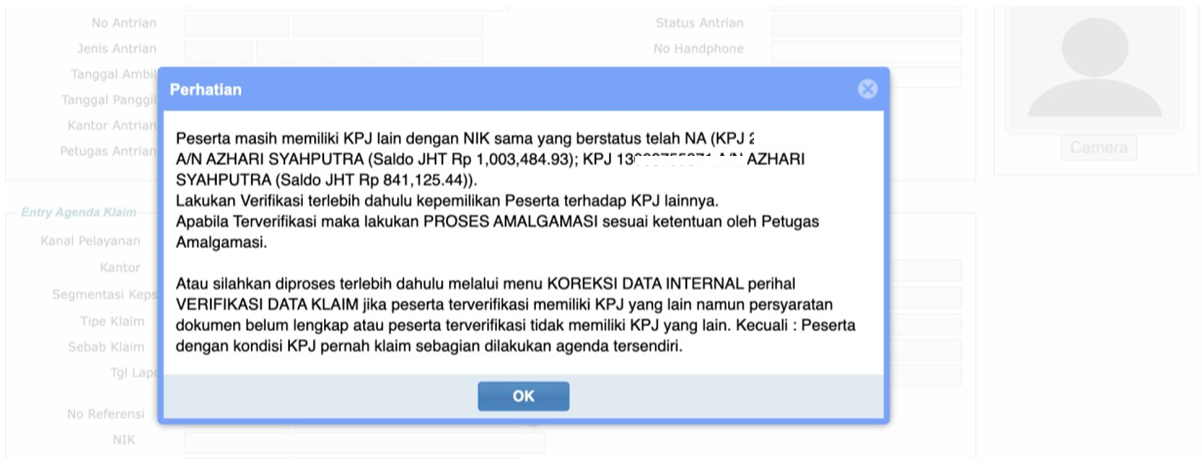 No Antrian
Status Antrian
Jenis Antrian
No Handphone
Tanggal Ambil
Tanggal Panggil
Kantor Antrian
Petugas Antrian
Camera
Perhatian
Peserta masih memiliki KPJ lain dengan NIK sama yang berstatus telah NA (KPJ 2
A/N AZHARI SYAHPUTRA (Saldo JHT Rp 1,003,484.93); KPJ AZHARI
SYAHPUTRA (Saldo JHT Rp 841,125.44)).
Lakukan Verifikasi terlebih dahulu kepemilikan Peserta terhadap KPJ lainnya.
Apabila Terverifikasi maka lakukan PROSES AMALGAMASI sesuai ketentuan oleh Petugas
Amalgamasi.
Atau silahkan diproses terlebih dahulu melalui menu KOREKSI DATA INTERNAL perihal
VERIFIKASI DATA KLAIM jika peserta terverifikasi memiliki KPJ yang lain namun persyaratan
dokumen belum lengkap atau peserta terverifikasi tidak memiliki KPJ yang lain. Kecuali : Peserta
dengan kondisi KPJ pernah klaim sebagian dilakukan agenda tersendiri.
OK
Entry Agenda Klaim
Kanal Pelayanan
Kantor
Segmentasi Keps
Tipe Klaim
Sebab Klaim
Tgl Lapo
No Referensi
NIK